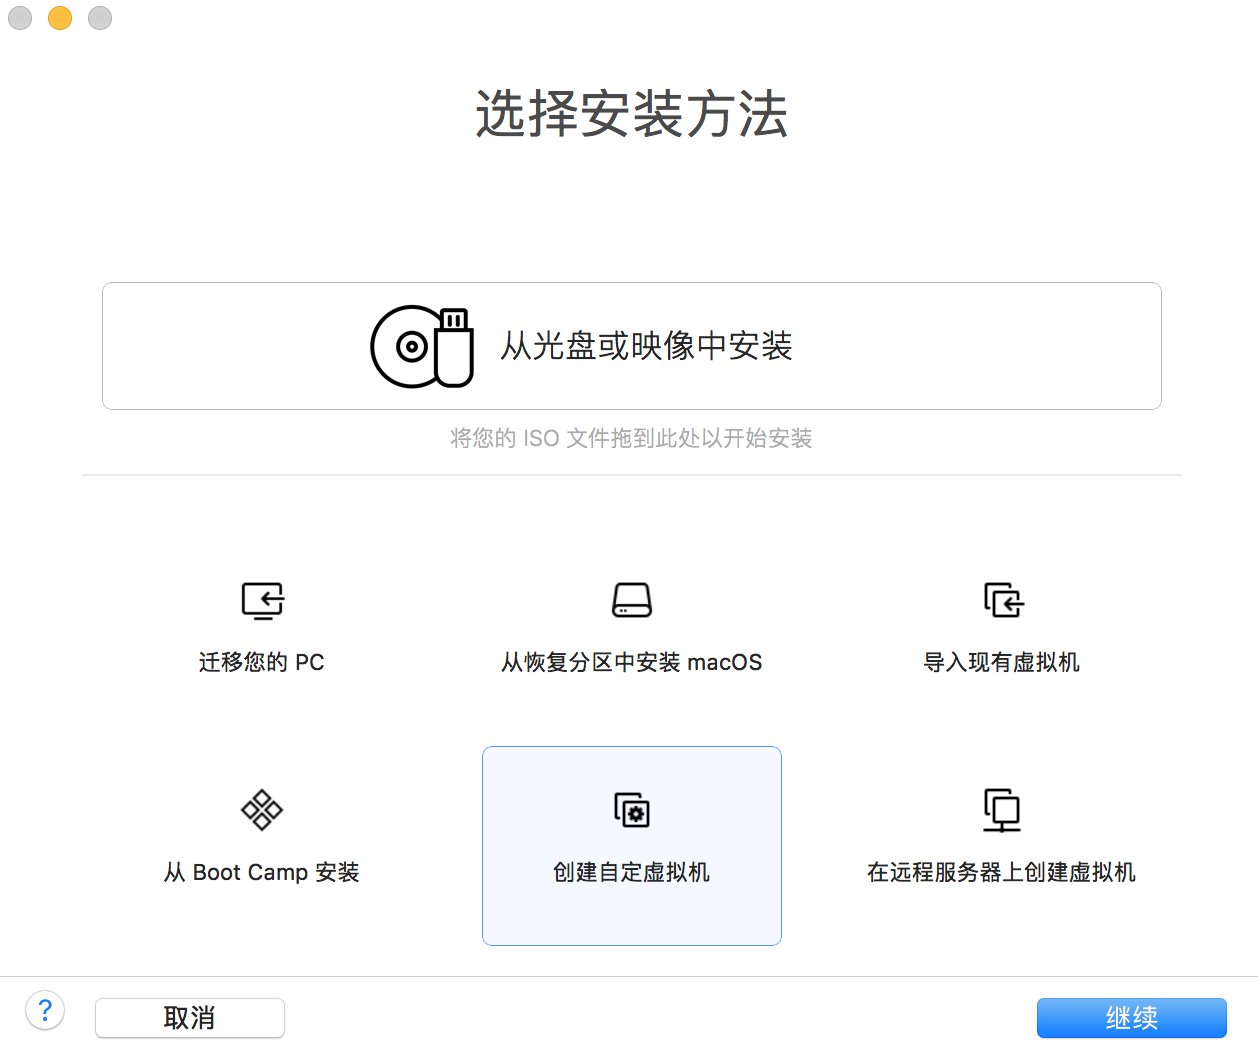 选择安装方法
从光盘或映像中安装
将您的 ISO 文件拖到此处以开始安装
迁移您的 PC
从恢复分区中安装 macOS
导入现有虚拟机
从 Boot Camp 安装
创建自定虚拟机
在远程服务器上创建虚拟机
?
取消
继续